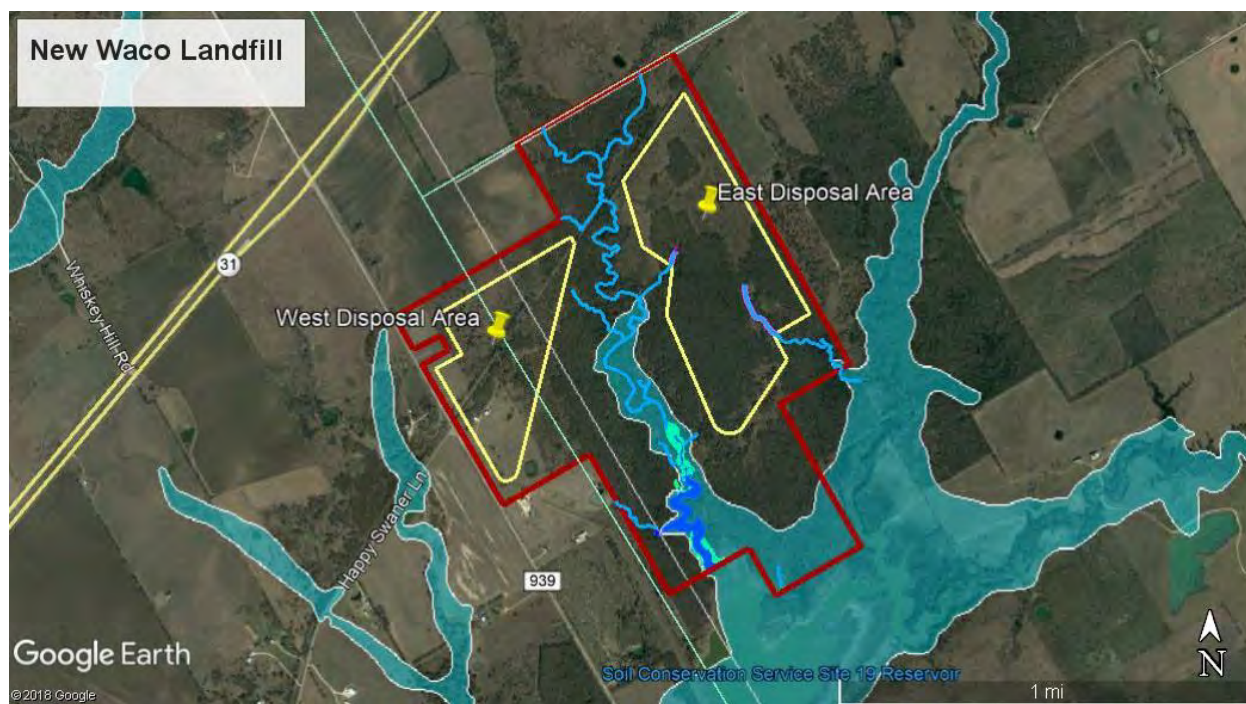 New Waco Landfill
31
Whiskey Hill Rd
East Disposal Area
West Disposal Area
Happy Swaner Ln
939
Google Earth
©2018 Google
Soil Conservation Service Site 19 Reservoir
N
1 mi